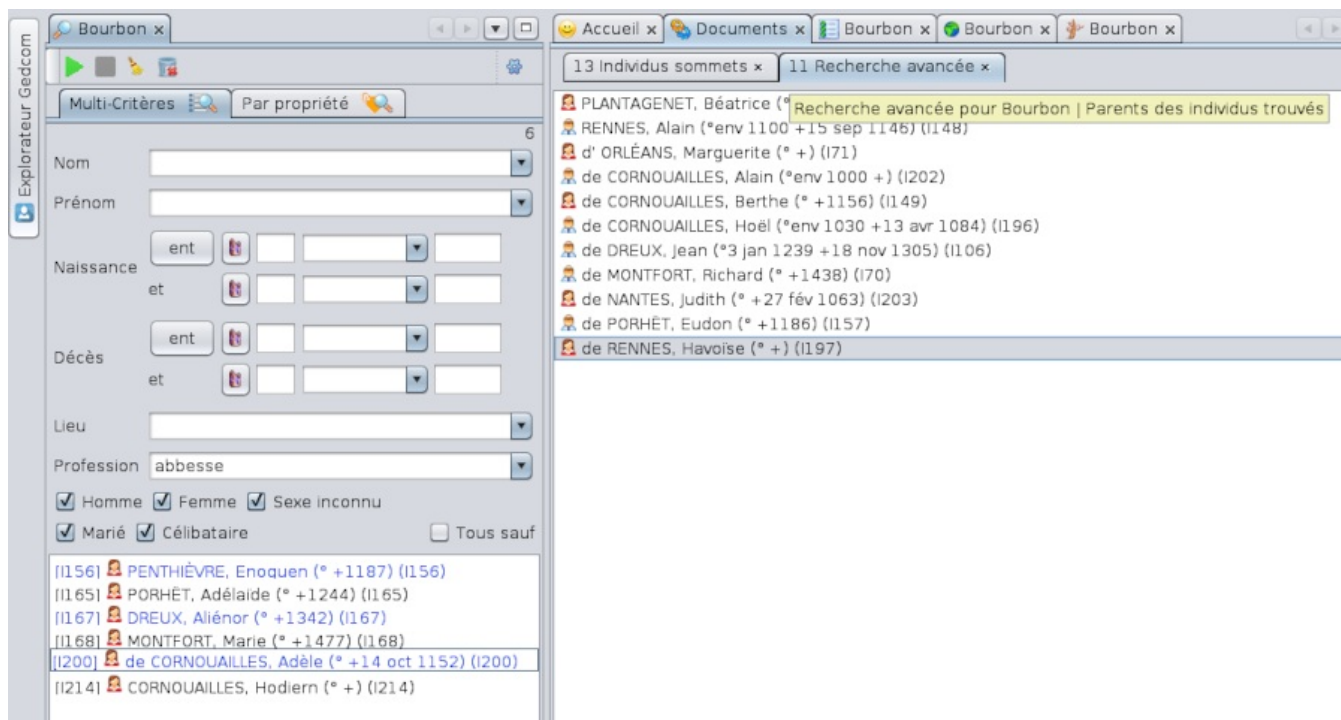 Explorateur Gedcom
Bourbon x
Multi-Critères
Par propriété
6
Nom
Prénom
Naissance
ent
et
Décès
ent
et
Lieu
Profession abbesse
Homme Femme Sexe inconnu
Marié Célibataire Tous sauf
[I156] PENTHIÈVRE, Enoquen (° +1187) (I156)
[I165] PORHËT, Adélaide (° +1244) (I165)
[I167] DREUX, Aliénor (° +1342) (I167)
[I168] MONTFORT, Marie (° +1477) (I168)
[I200] de CORNOUAILLES, Adèle (° +14 oct 1152) (I200)
[I214] CORNOUAILLES, Hodiern (° +) (I214)
Accueil x Documents x Bourbon x Bourbon x Bourbon x
13 Individus sommets x 11 Recherche avancée x
PLANTAGENET, Béatrice (°
Recherche avancée pour Bourbon | Parents des individus trouvés
RENNES, Alain (°env 1100 +15 sep 1146) (I148)
d' ORLÉANS, Marguerite (° +) (I71)
de CORNOUAILLES, Alain (°env 1000 +) (I202)
de CORNOUAILLES, Berthe (° +1156) (I149)
de CORNOUAILLES, Hoël (°env 1030 +13 avr 1084) (I196)
de DREUX, Jean (°3 jan 1239 +18 nov 1305) (I106)
de MONTFORT, Richard (° +1438) (I70)
de NANTES, Judith (° +27 fév 1063) (I203)
de PORHËT, Eudon (° +1186) (I157)
de RENNES, Havoïse (° +) (I197)